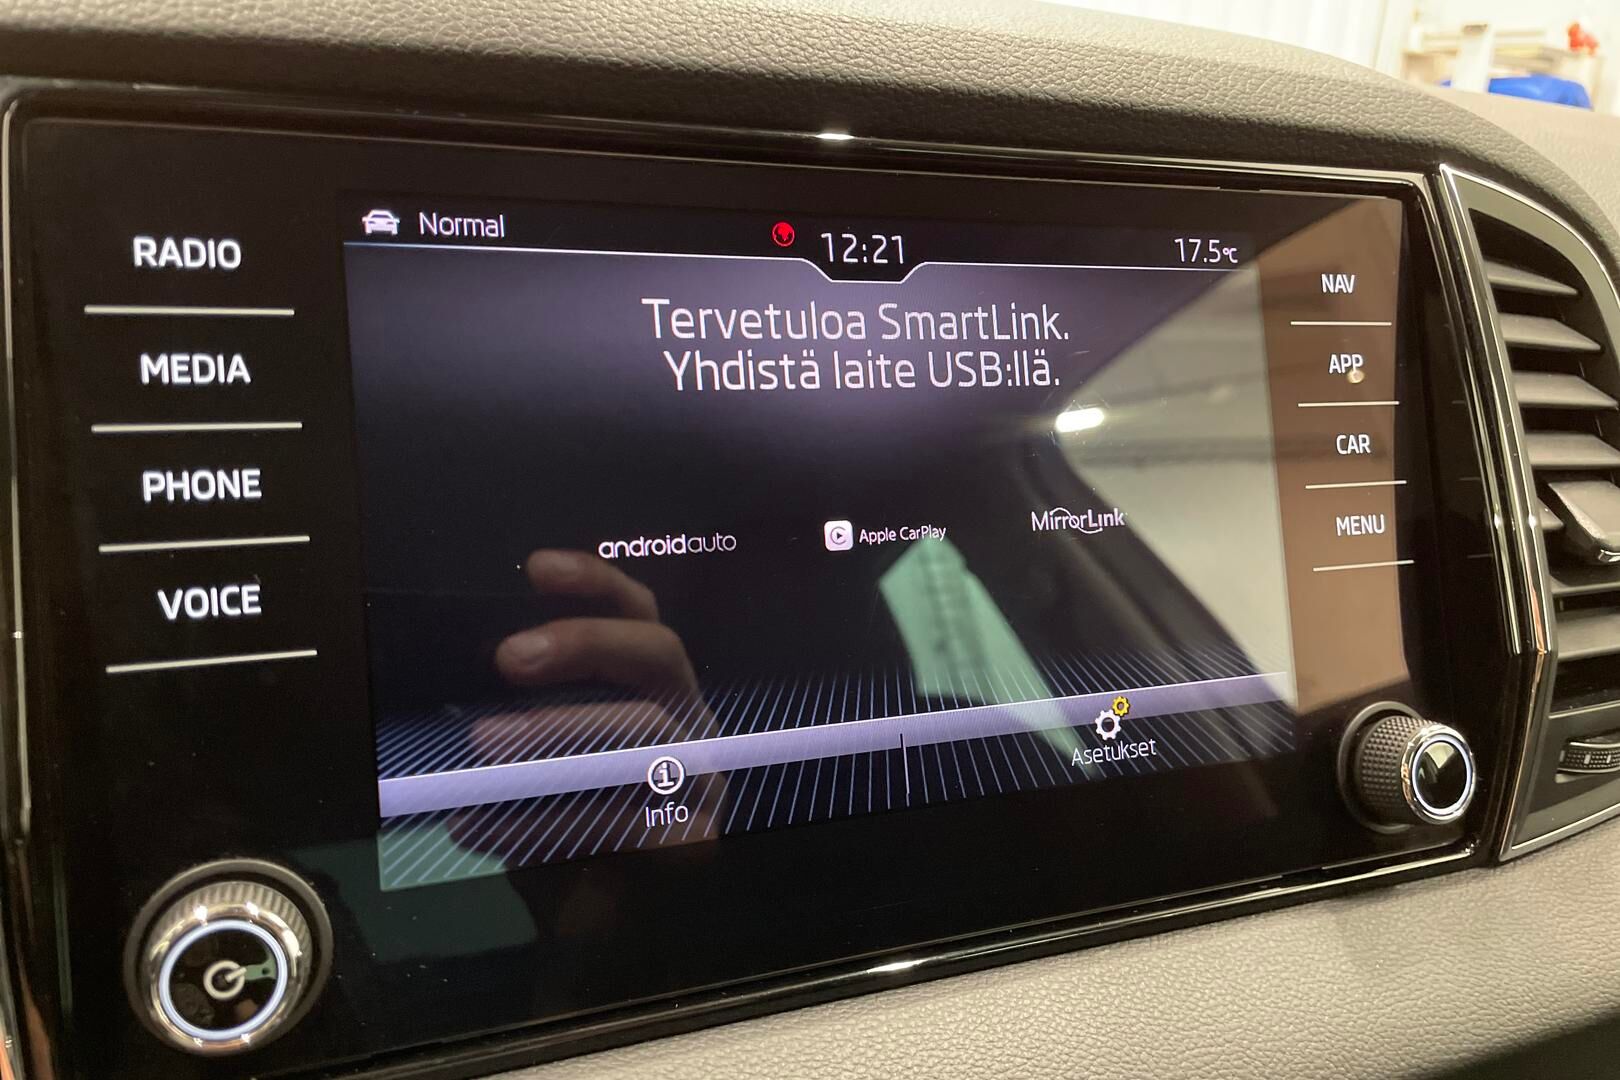 RADIO
MEDIA
PHONE
VOICE
Normal
12:21
17.5°C
Tervetuloa SmartLink.
Yhdistä laite USB:llä.
androidauto
Apple CarPlay
MirrorLink
Info
Asetukset
NAV
APP
CAR
MENU